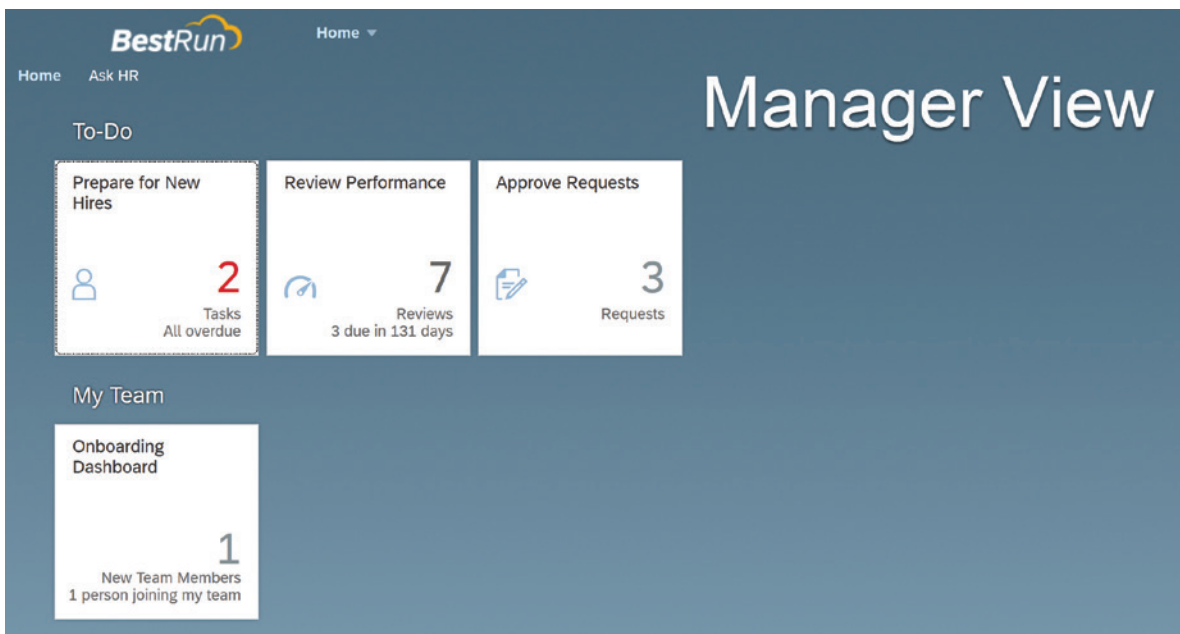 BestRun
Home
Home Ask HR
Manager View
To-Do
Prepare for New
Hires
2
Tasks
All overdue
Review Performance
7
Reviews
3 due in 131 days
Approve Requests
3
Requests
My Team
Onboarding
Dashboard
1
New Team Members
1 person joining my team